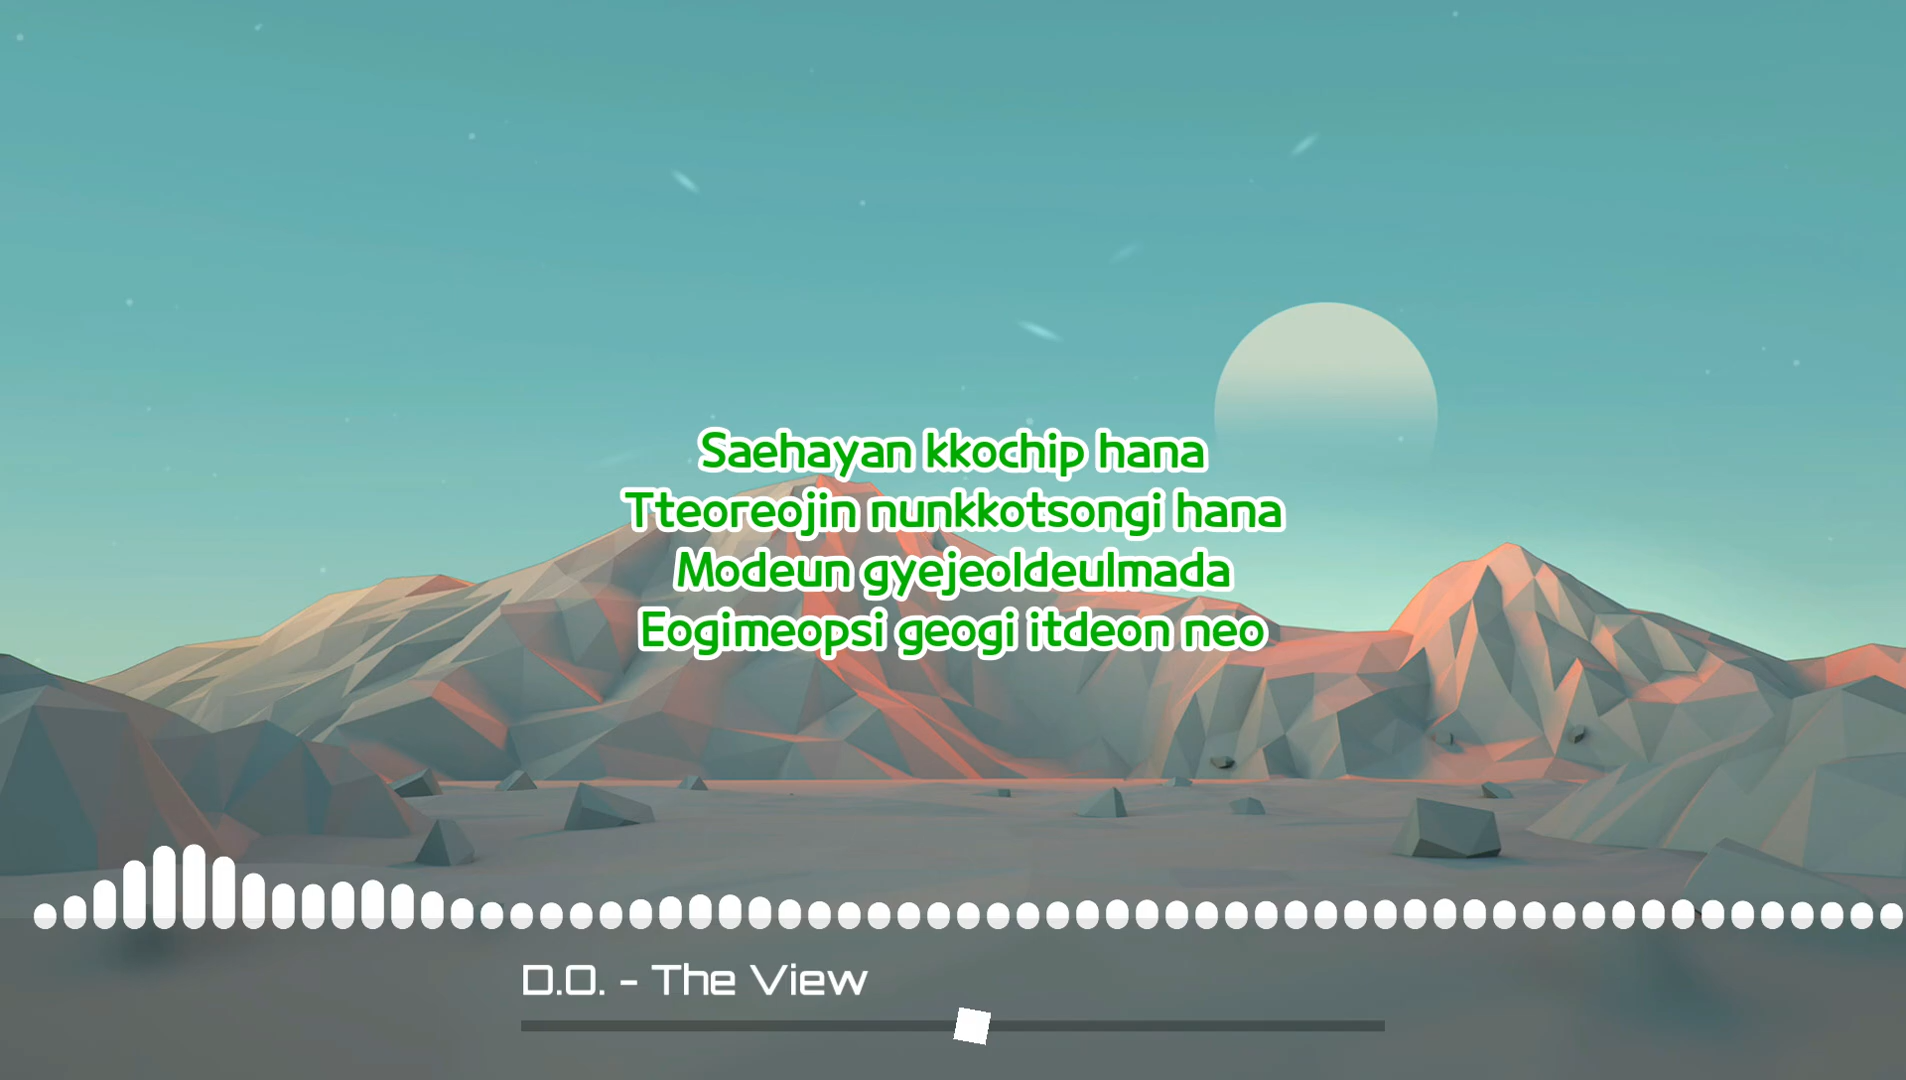 Saehayan kkochip hana
Tteoreojin nunkkotsongi hana
Modeun gyejeoldeulmada
Eogimeopsi geogi itdeon neo
D.O. - The View